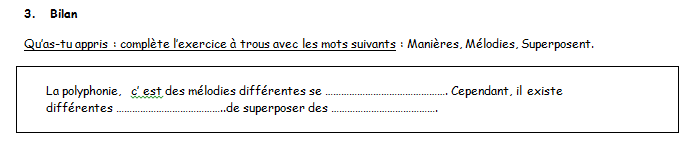 3. Bilan
Qu'as-tu appris : complète l'exercice à trous avec les mots suivants : Manières, Mélodies, Superposent.
La polyphonie, c' est des mélodies différentes se ………………………………………. Cependant, il existe
différentes …………………………………..de superposer des ………………………………….